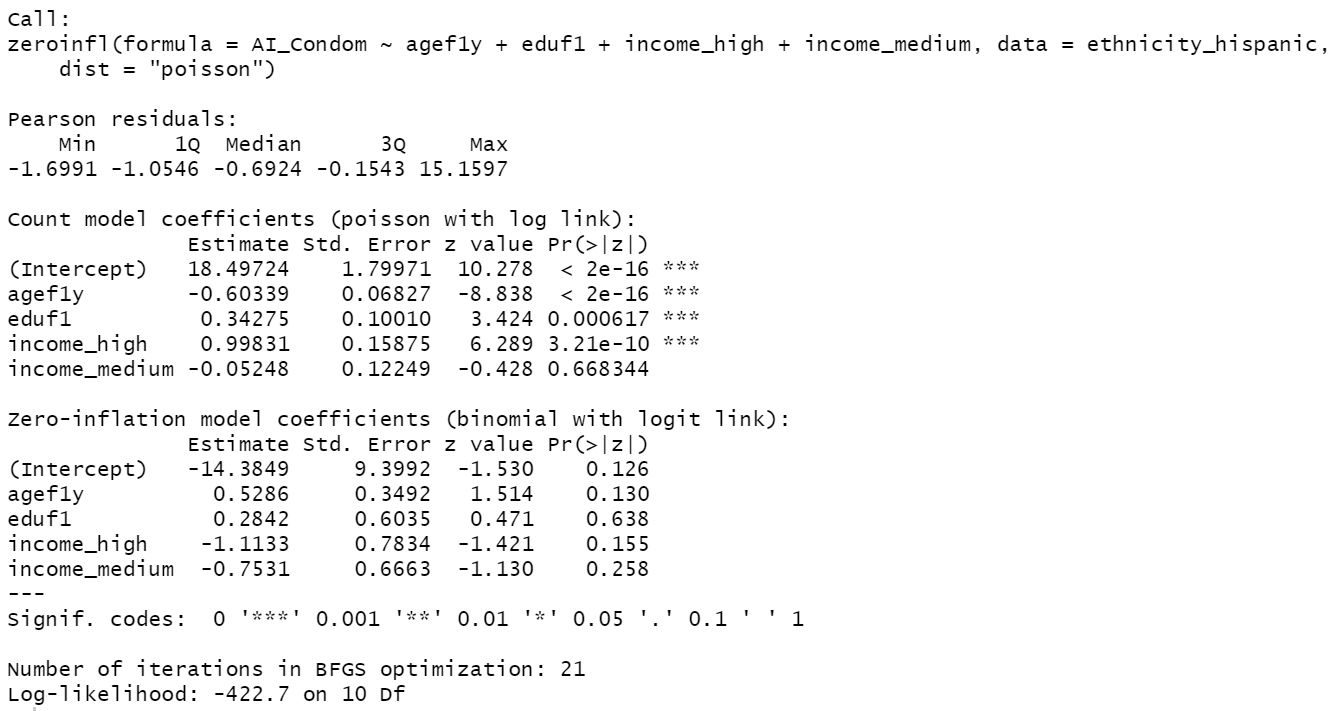 Call:
zeroinfl(formula = AI_Condom ~ agef1y + eduf1 + income_high + income_medium, data = ethnicity_hispanic,
    dist = "poisson")

Pearson residuals:
    Min      1Q  Median      3Q     Max
-1.6991 -1.0546 -0.6924 -0.1543 15.1597

Count model coefficients (poisson with log link):
              Estimate Std. Error z value Pr(>|z|)
(Intercept)   18.49724    1.79971  10.278  < 2e-16 ***
agef1y        -0.60339    0.06827  -8.838  < 2e-16 ***
eduf1          0.34275    0.10010   3.424 0.000617 ***
income_high    0.99831    0.15875   6.289 3.21e-10 ***
income_medium -0.05248    0.12249  -0.428 0.668344

Zero-inflation model coefficients (binomial with logit link):
              Estimate Std. Error z value Pr(>|z|)
(Intercept)   -14.3849     9.3992  -1.530    0.126
agef1y          0.5286     0.3492   1.514    0.130
eduf1           0.2842     0.6035   0.471    0.638
income_high    -1.1133     0.7834  -1.421    0.155
income_medium  -0.7531     0.6663  -1.130    0.258
---
Signif. codes:  0 '***' 0.001 '**' 0.01 '*' 0.05 '.' 0.1 ' ' 1

Number of iterations in BFGS optimization: 21
Log-likelihood: -422.7 on 10 Df